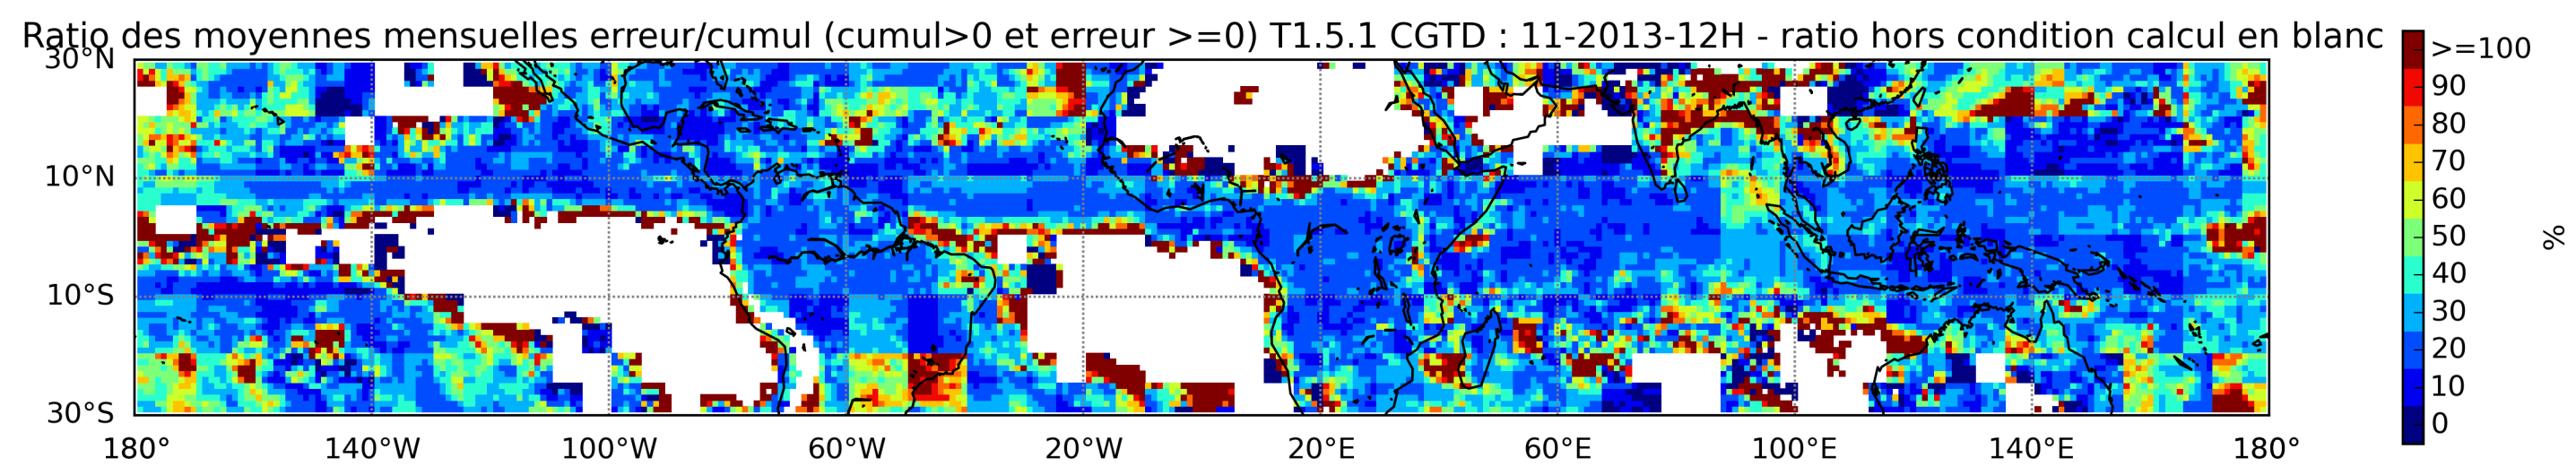 Ratio des moyennes mensuelles erreur/cumul (cumul>0 et erreur >=0) T1.5.1 CGTD : 11-2013-12H - ratio hors condition calcul en blanc
30°N
10°N
10°S
30°S
180° 140°W 100°W 60°W 20°W 20°E 60°E 100°E 140°E 180°
>=100
90
80
70
60
50
40
30
20
10
0
%